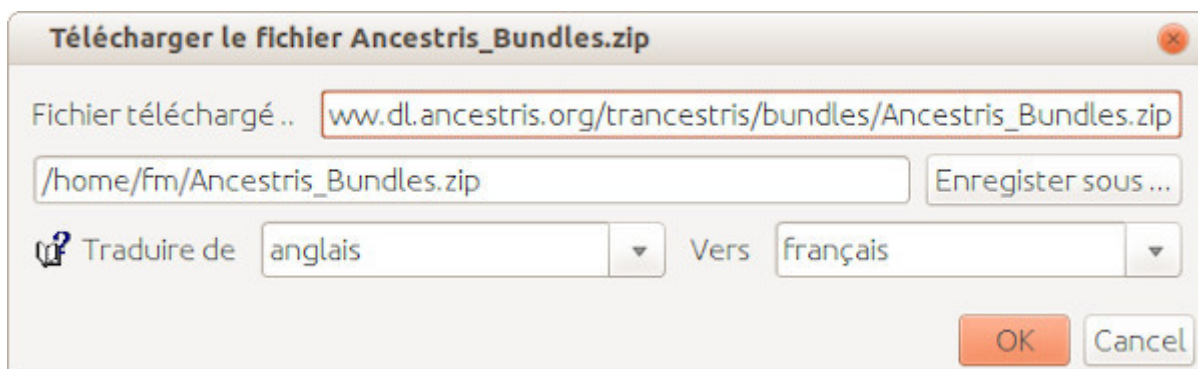 Télécharger le fichier Ancestris_Bundles.zip
Fichier téléchargé .. ww.dl.ancestris.org/trancestris/bundles/Ancestris_Bundles.zip
/home/fm/Ancestris_Bundles.zip Enregister sous ...
Traduire de anglais Vers français
OK Cancel